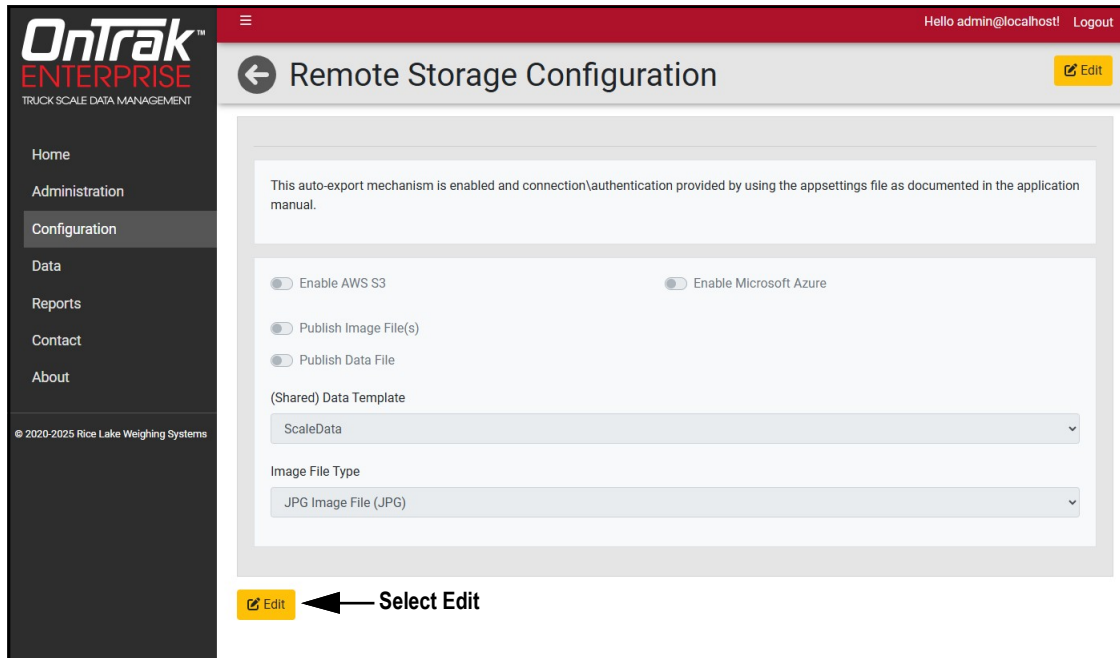 OnTrak™
ENTERPRISE
TRUCK SCALE DATA MANAGEMENT
Home
Administration
Configuration
Data
Reports
Contact
About
© 2020-2025 Rice Lake Weighing Systems
Hello admin@localhost! Logout
Remote Storage Configuration
Edit
This auto-export mechanism is enabled and connection\authentication provided by using the appsettings file as documented in the application
manual.
Enable AWS S3
Enable Microsoft Azure
Publish Image File(s)
Publish Data File
(Shared) Data Template
ScaleData
Image File Type
JPG Image File (JPG)
Edit
Select Edit